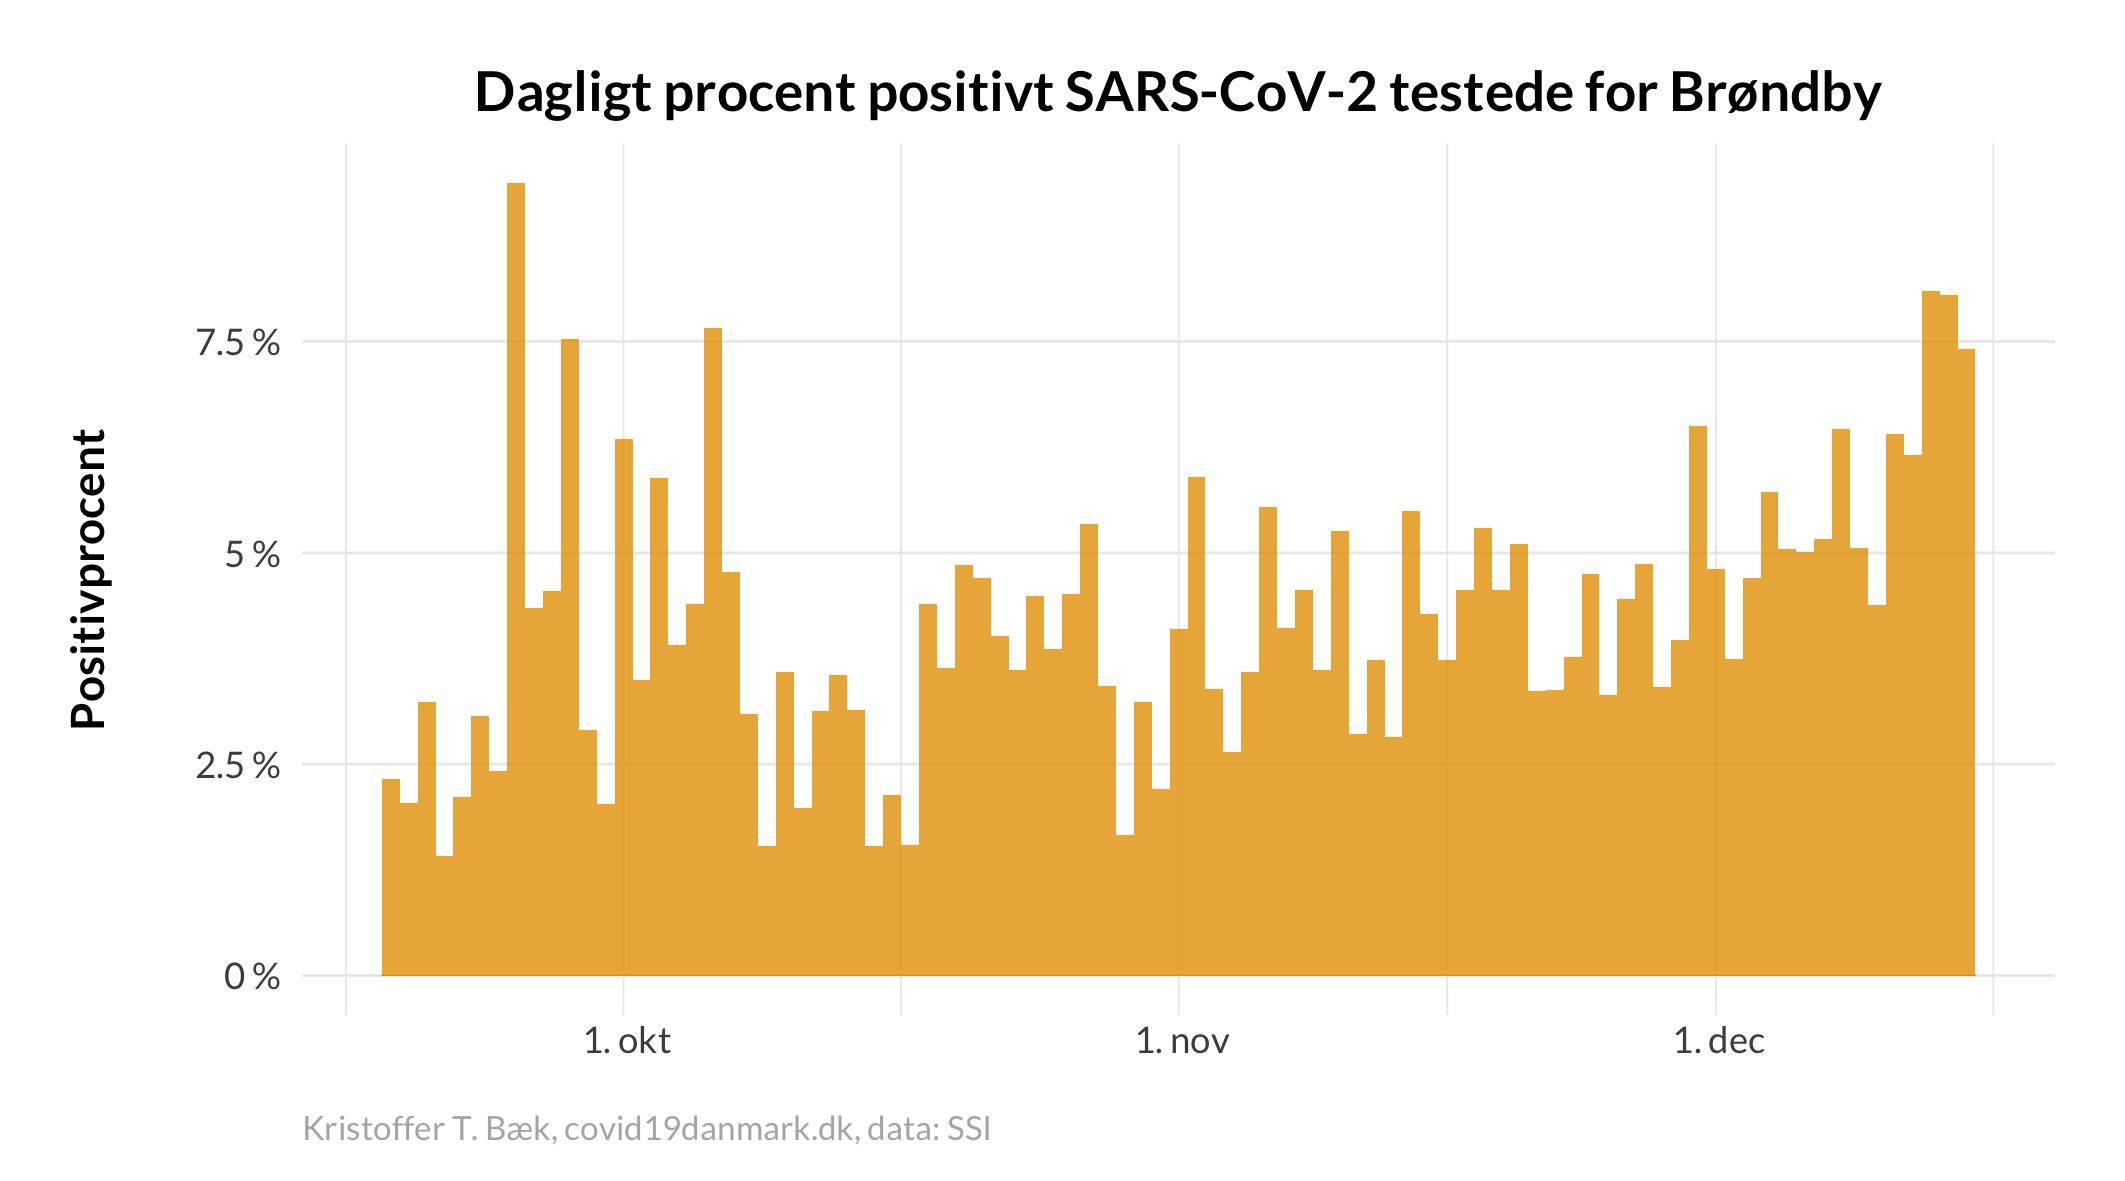 Dagligt procent positivt SARS-CoV-2 testede for Brøndby
Positivprocent
7.5 %
5 %
2.5 %
0 %
1. okt
1. nov
1. dec
Kristoffer T. Bæk, covid19danmark.dk, data: SSI